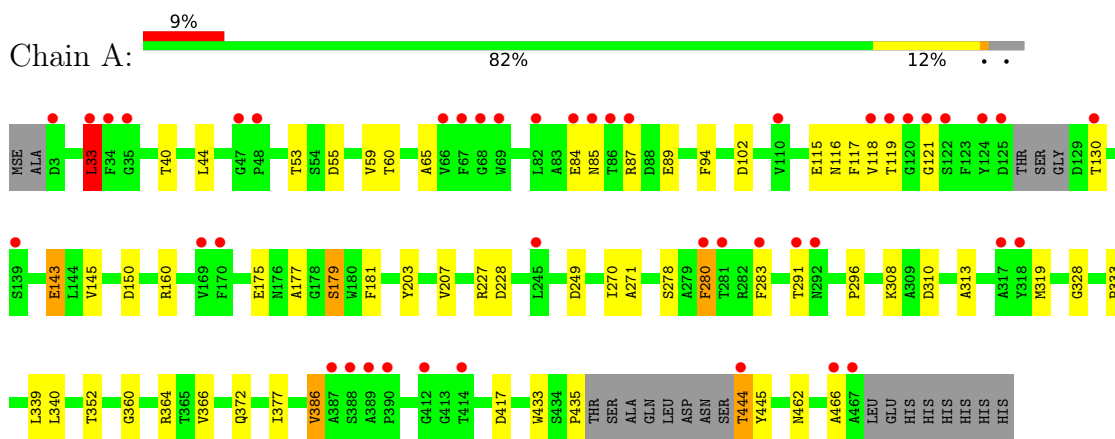 9%
Chain A:
82% 12% • •
MSE ALA D3 L33 F34 G35 T40 L44 G47 P48 T53 S54 D55 V59 T60 A65 V66 F67 G68 W69 L82 A83 E84 N85 T86 R87 D88 E89 F94 D102 V110 E115 N116 F117 V118 T119 G120 G121 S122 F123 Y124 D125 THR SER GLY D129 T130
S139 E143 L144 V145 D150 R160 V169 F170 E175 N176 A177 G178 S179 W180 F181 Y203 V207 R227 D228 L245 D249 I270 A271 S278 A279 F280 T281 R282 F283 T291 N292 P296 K308 A309 D310 A313 A317 Y318 M319 G328
L339 L340 T352 G360 R364 T365 V366 Q372 I377 V386 A387 S388 A389 P390 G412 G413 T414 D417 W433 S434 P435 THR SER ALA GLN LEU ASP ASN SER T444 Y445 N462 A466 A467 LEU GLU HIS HIS HIS HIS HIS HIS